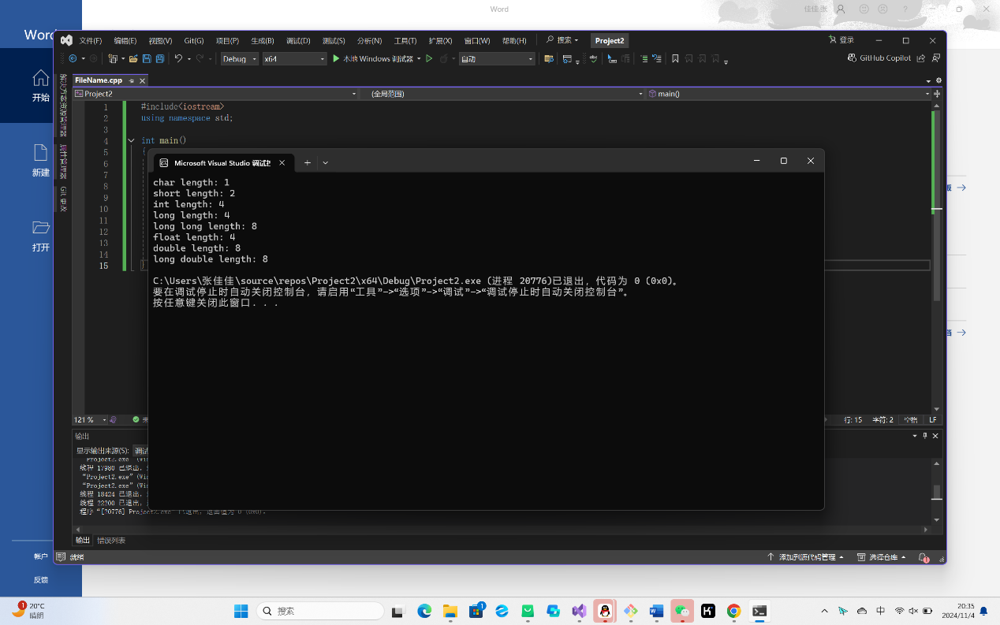 Word
佳佳 张
Word
开始
新建
打开
帐户
反馈
文件(F) 编辑(E) 视图(V) Git(G) 项目(P) 生成(B) 调试(D) 测试(S) 分析(N) 工具(T) 扩展(X) 窗口(W) 帮助(H) 搜索 Project2 登录
Debug x64 本地 Windows 调试器 自动 GitHub Copilot
FileName.cpp
Project2 (全局范围) main()
1 #include<iostream>
2 using namespace std;
3
4 int main()
5 {
6
7
8
9
10
11
12
13
14
15 }
Git 更改
Microsoft Visual Studio 调试
char length: 1
short length: 2
int length: 4
long length: 4
long long length: 8
float length: 4
double length: 8
long double length: 8
C:\Users\张佳佳\source\repos\Project2\x64\Debug\Project2.exe (进程 20776)已退出，代码为 0 (0x0)。
要在调试停止时自动关闭控制台，请启用“工具”->“选项”->“调试”->“调试停止时自动关闭控制台”。
按任意键关闭此窗口. . .
121 % 行: 15 字符: 2 空格 LF
输出
显示输出来源(S): 调试
“Project2.exe” (Win
线程 17980 已退出，
“Project2.exe” (Win
“Project2.exe” (Win
线程 18424 已退出，
线程 22200 已退出，
程序“[20776] Project2.exe”已退出，返回值为 0 (0x0)。
输出 错误列表
就绪 添加到源代码管理 选择仓库
20°C
晴朗
搜索
中
20:35
2024/11/4